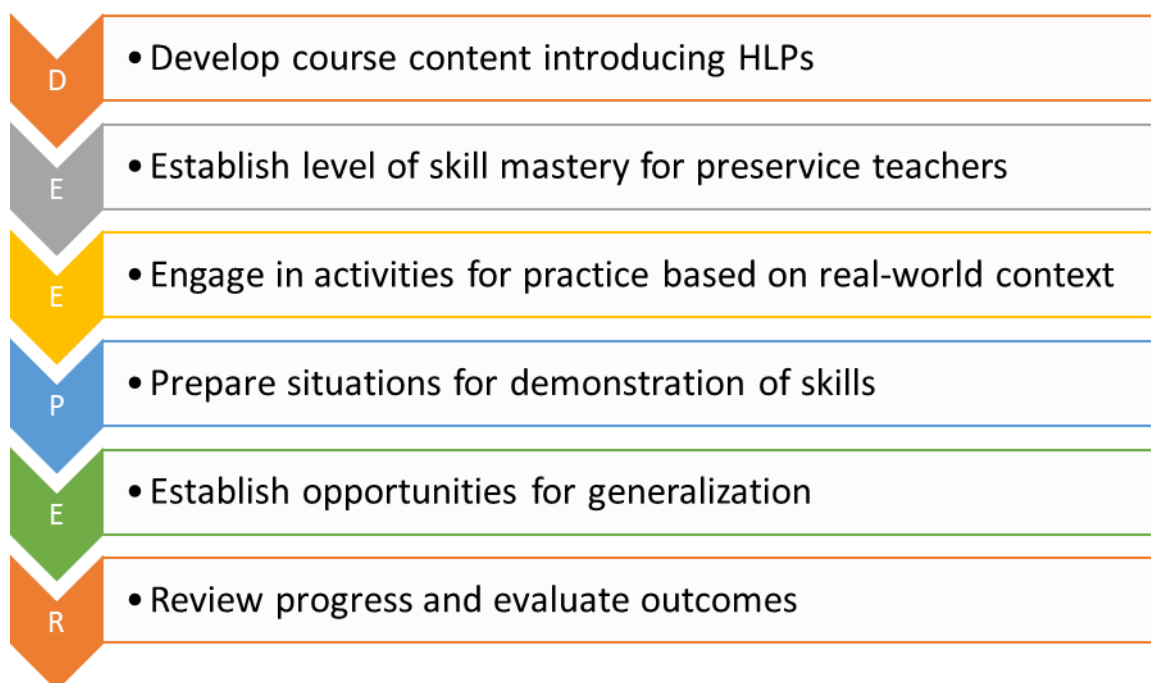 D
• Develop course content introducing HLPs
E
• Establish level of skill mastery for preservice teachers
E
• Engage in activities for practice based on real-world context
P
• Prepare situations for demonstration of skills
E
• Establish opportunities for generalization
R
• Review progress and evaluate outcomes